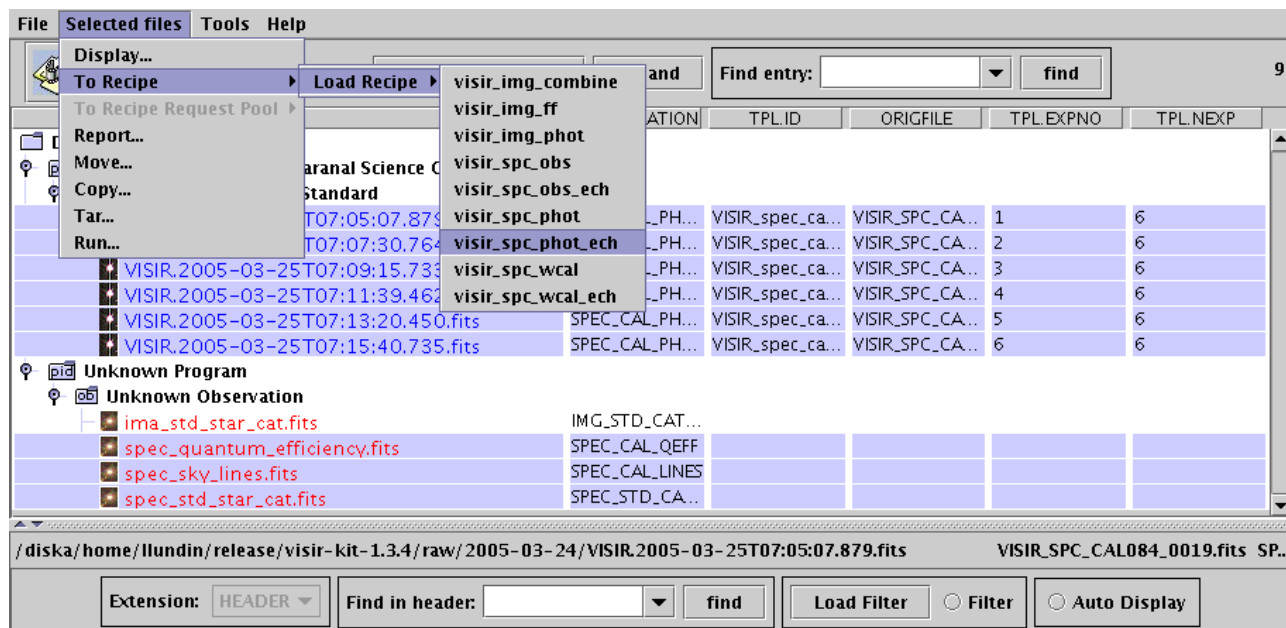 File Selected files Tools Help
Display...
To Recipe
To Recipe Request Pool
Report...
Move...
Copy...
Tar...
Run...
Load Recipe
visir_img_combine
visir_img_ff
visir_img_phot
visir_spc_obs
visir_spc_obs_ech
visir_spc_phot
visir_spc_phot_ech
visir_spc_wcal
visir_spc_wcal_ech
and Find entry: find 9
ATION TPL.ID ORIGFILE TPL.EXPNO TPL.NEXP
aranal Science C
Standard
T07:05:07.879 _PH... VISIR_spec_ca... VISIR_SPC_CA... 1 6
T07:07:30.764 _PH... VISIR_spec_ca... VISIR_SPC_CA... 2 6
VISIR.2005-03-25T07:09:15.733 _PH... VISIR_spec_ca... VISIR_SPC_CA... 3 6
VISIR.2005-03-25T07:11:39.462 _PH... VISIR_spec_ca... VISIR_SPC_CA... 4 6
VISIR.2005-03-25T07:13:20.450.fits SPEC_CAL_PH... VISIR_spec_ca... VISIR_SPC_CA... 5 6
VISIR.2005-03-25T07:15:40.735.fits SPEC_CAL_PH... VISIR_spec_ca... VISIR_SPC_CA... 6 6
pid Unknown Program
ob Unknown Observation
ima_std_star_cat.fits IMG_STD_CAT...
spec_quantum_efficiency.fits SPEC_CAL_QEFF
spec_sky_lines.fits SPEC_CAL_LINES
spec_std_star_cat.fits SPEC_STD_CA...
/diska/home/llundin/release/visir-kit-1.3.4/raw/2005-03-24/VISIR.2005-03-25T07:05:07.879.fits VISIR_SPC_CAL084_0019.fits SP..
Extension: HEADER Find in header: find Load Filter Filter Auto Display